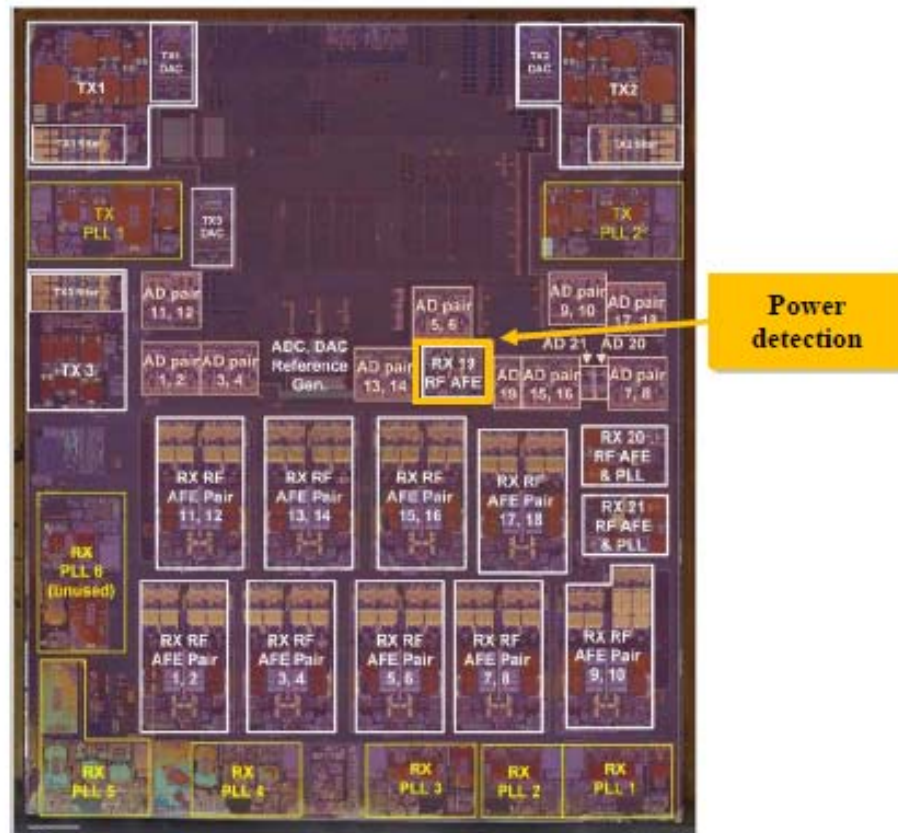 TX1
DAC
TX2
DAC
TX1
TX2
TX
PLL 1
TX3
DAC
TX
PLL 2
AD pair
11, 12
AD pair
5, 6
AD pair
9, 10
AD pair
17, 18
Power
detection
AD 21
AD 20
TX 3
AD pair
1, 2
AD pair
3, 4
ADC, DAC
Reference
Gen.
AD pair
13, 14
RX 19
RF AFE
AD
19
AD pair
15, 16
AD pair
7, 8
RX RF
AFE Pair
11, 12
RX RF
AFE Pair
13, 14
RX RF
AFE Pair
15, 16
RX RF
AFE Pair
17, 18
RX 20
RF AFE
& PLL
RX 21
RF AFE
& PLL
RX
PLL 6
(unused)
RX RF
AFE Pair
1, 2
RX RF
AFE Pair
3, 4
RX RF
AFE Pair
5, 6
RX RF
AFE Pair
7, 8
RX RF
AFE Pair
9, 10
RX
PLL 5
RX
PLL 4
RX
PLL 3
RX
PLL 2
RX
PLL 1